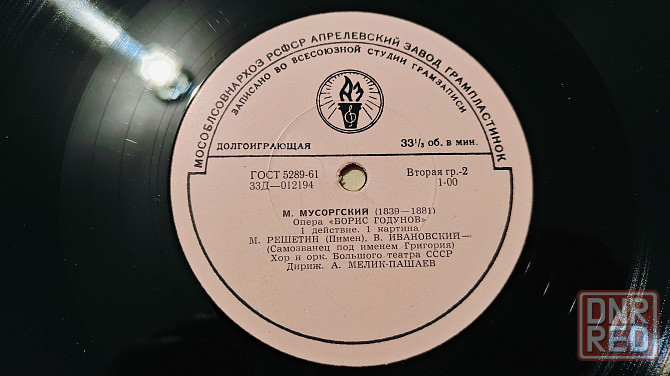 МОСОБЛСОВНАРХОЗ РСФСР АПРЕЛЕВСКИЙ ЗАВОД ГРАМПЛАСТИНОК
ЗАПИСАНО ВО ВСЕСОЮЗНОЙ СТУДИИ ГРАМЗАПИСИ
АЗ
ДОЛГОИГРАЮЩАЯ 33⅓ об. в мин.
ГОСТ 5289-61 Вторая гр.-2
33Д—012194 1-00
М. МУСОРГСКИЙ (1839—1881)
Опера «БОРИС ГОДУНОВ»
1 действие. 1 картина
М. РЕШЕТИН (Пимен), В. ИВАНОВСКИЙ—
(Самозванец под именем Григория)
Хор и орк. Большого театра СССР
Дириж. А. МЕЛИК-ПАШАЕВ
DNR
RED